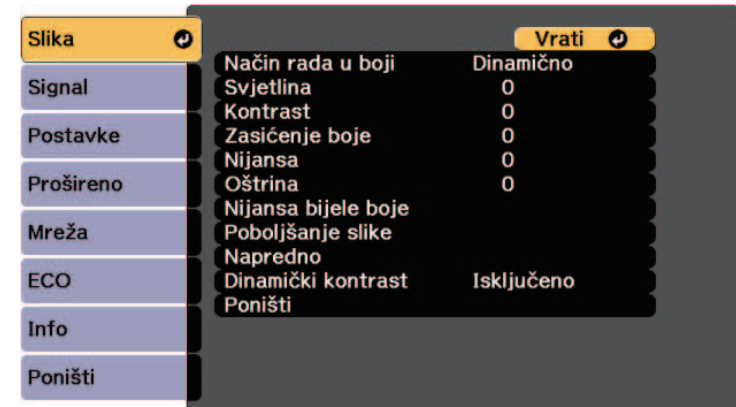 Slika
Signal
Postavke
Prošireno
Mreža
ECO
Info
Poništi
Vrati
Način rada u boji Dinamično
Svjetlina 0
Kontrast 0
Zasićenje boje 0
Nijansa 0
Oštrina 0
Nijansa bijele boje
Poboljšanje slike
Napredno
Dinamički kontrast Isključeno
Poništi